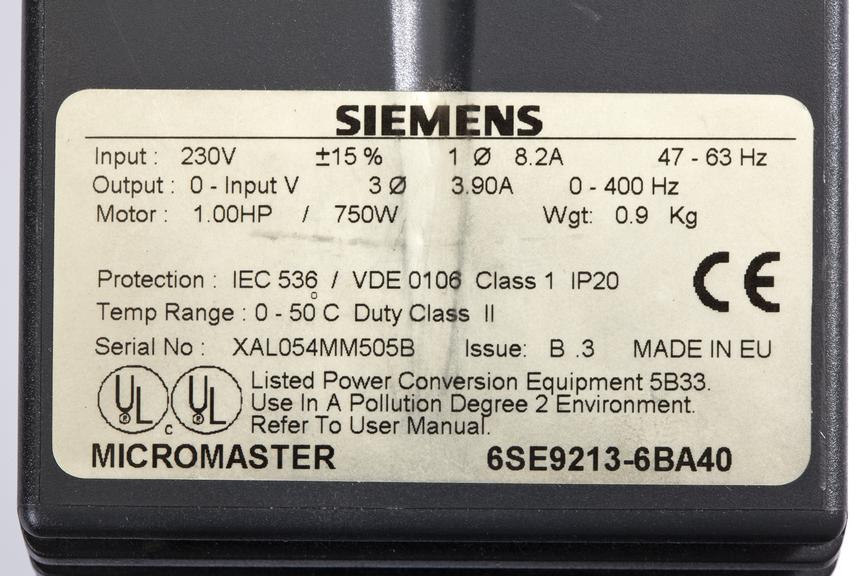 SIEMENS
Input : 230V ±15 % 1 Ø 8.2A 47 - 63 Hz
Output : 0 - Input V 3 Ø 3.90A 0 - 400 Hz
Motor : 1.00HP / 750W Wgt: 0.9 Kg
Protection : IEC 536 / VDE 0106 Class 1 IP20
CE
Temp Range : 0 - 50 °C Duty Class II
Serial No : XAL054MM505B Issue: B .3 MADE IN EU
UL c UL
Listed Power Conversion Equipment 5B33.
Use In A Pollution Degree 2 Environment.
Refer To User Manual.
MICROMASTER 6SE9213-6BA40